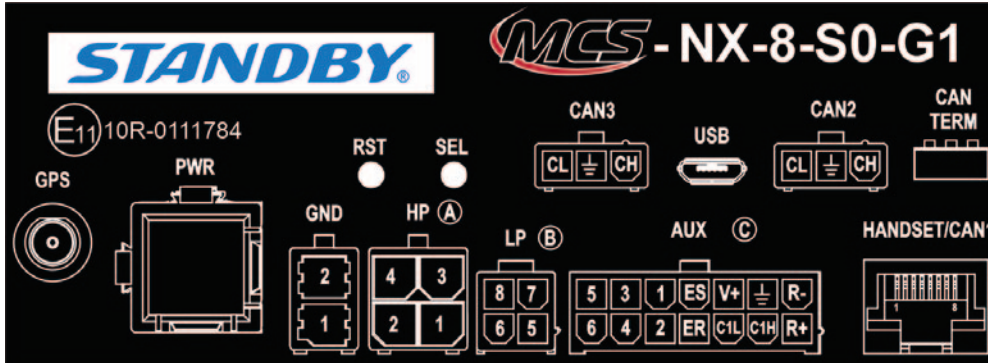 STANDBY®
MCS - NX-8-S0-G1
E11 10R-0111784
CAN3
USB
CAN2
CAN TERM
CL ⏚ CH
CL ⏚ CH
RST
SEL
GPS
PWR
GND
HP A
LP B
AUX C
HANDSET/CAN1
2
1
4 3
2 1
8 7
6 5
5 3 1 ES V+ ⏚ R-
6 4 2 ER C1L C1H R+
1 8